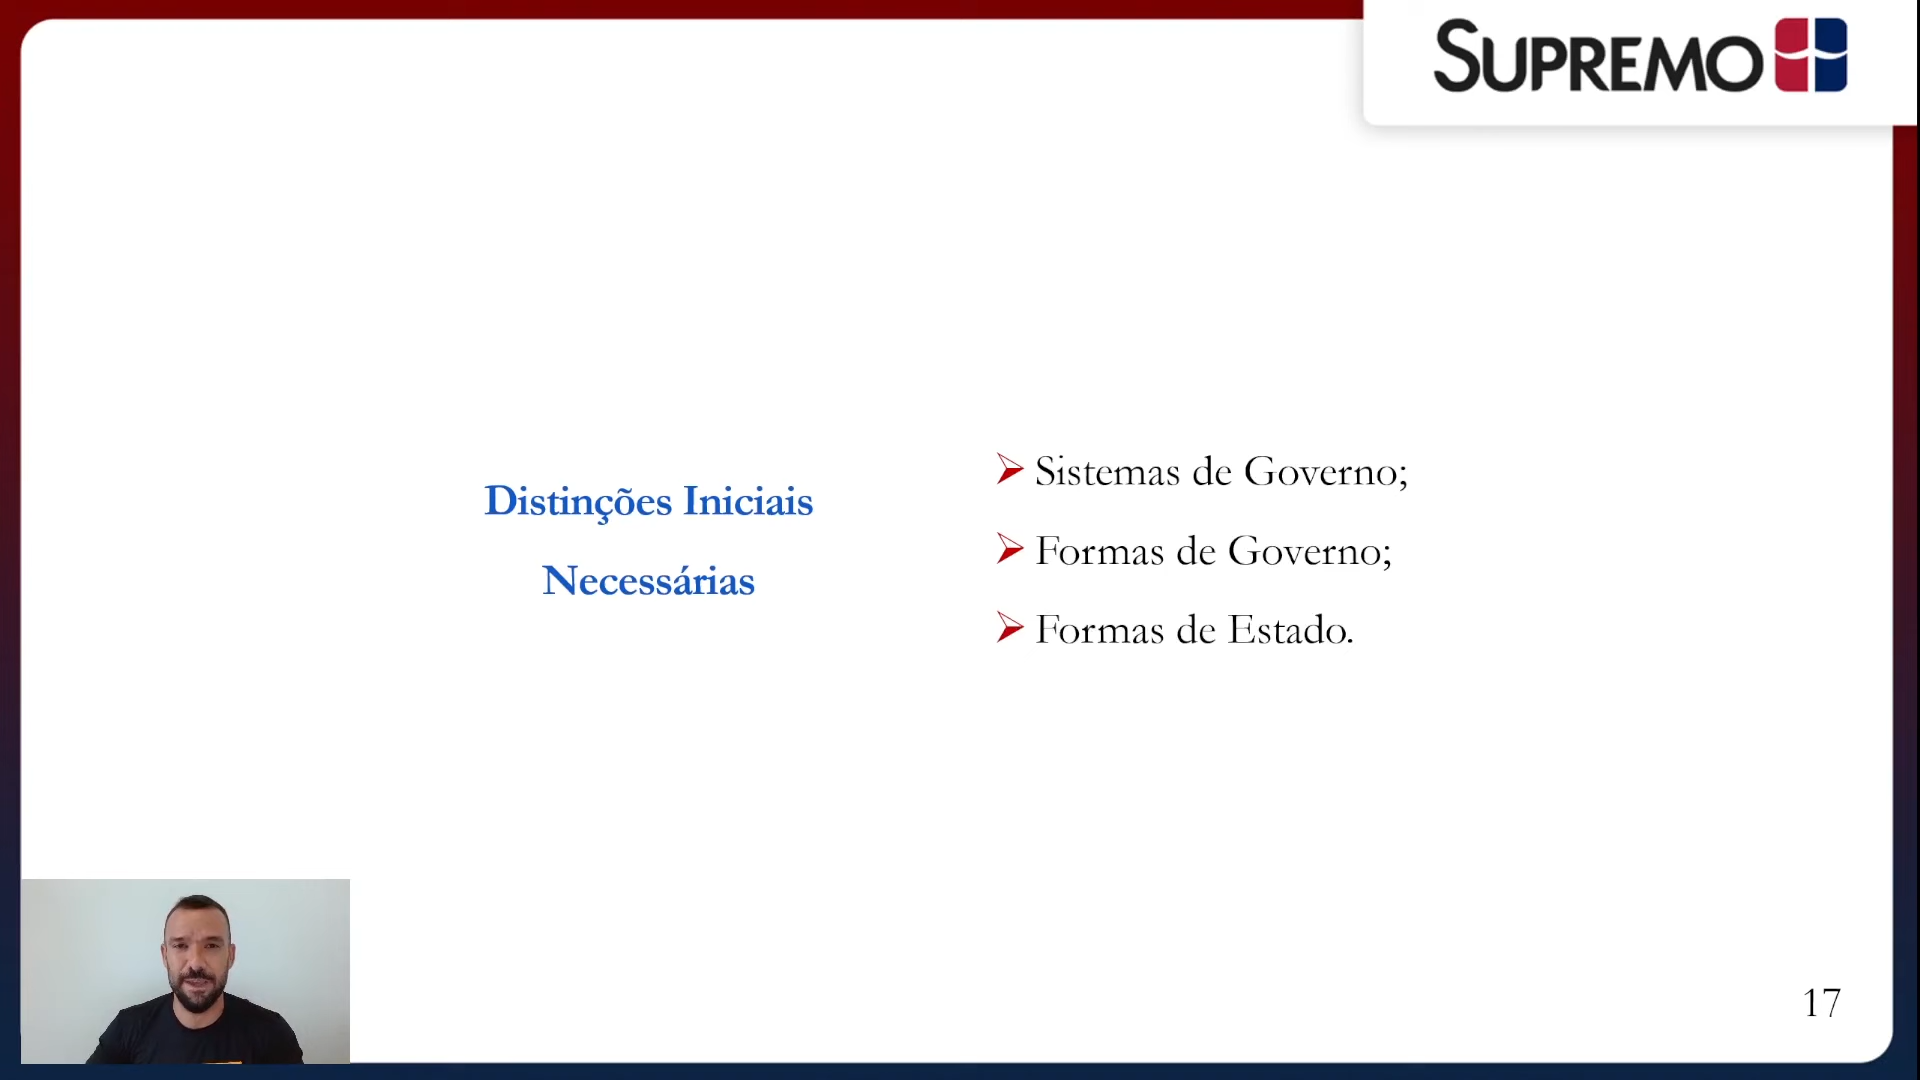 SUPREMO
Distinções Iniciais
Necessárias
Sistemas de Governo;
Formas de Governo;
Formas de Estado.
17